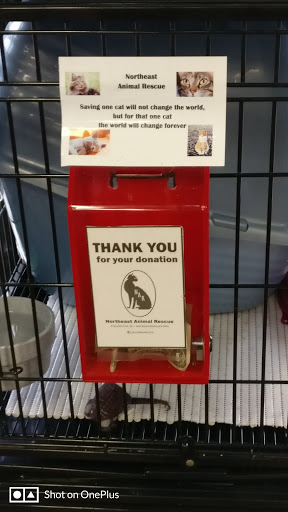 Northeast
Animal Rescue
Saving one cat will not change the world,
but for that one cat
the world will change forever
THANK YOU
for your donation
Northeast Animal Rescue
Shot on OnePlus